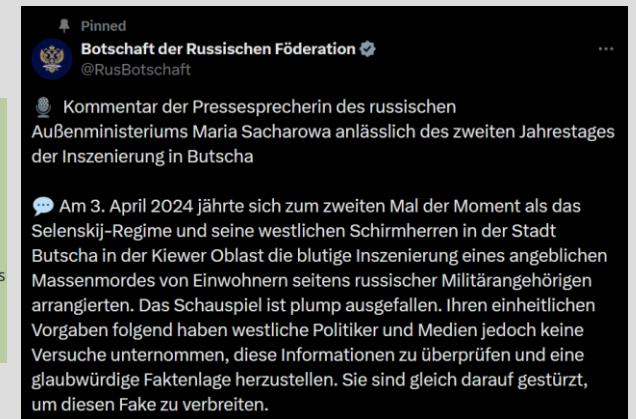 Pinned
Botschaft der Russischen Föderation
@RusBotschaft
Kommentar der Pressesprecherin des russischen
Außenministeriums Maria Sacharowa anlässlich des zweiten Jahrestages
der Inszenierung in Butscha
Am 3. April 2024 jährte sich zum zweiten Mal der Moment als das
Selenskij-Regime und seine westlichen Schirmherren in der Stadt
Butscha in der Kiewer Oblast die blutige Inszenierung eines angeblichen
Massenmordes von Einwohnern seitens russischer Militärangehörigen
arrangierten. Das Schauspiel ist plump ausgefallen. Ihren einheitlichen
Vorgaben folgend haben westliche Politiker und Medien jedoch keine
Versuche unternommen, diese Informationen zu überprüfen und eine
glaubwürdige Faktenlage herzustellen. Sie sind gleich darauf gestürzt,
um diesen Fake zu verbreiten.